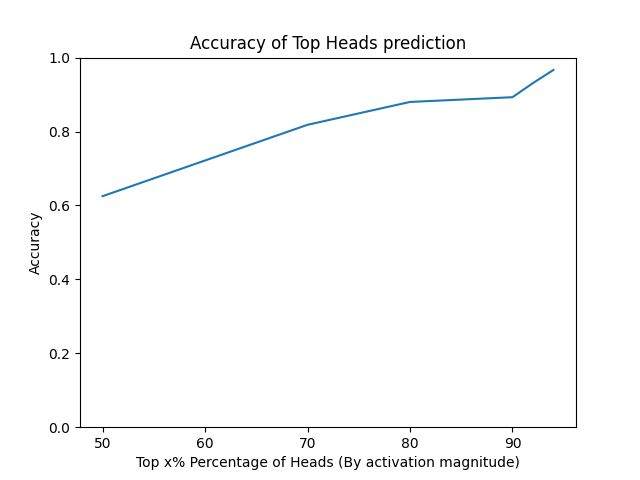 Accuracy of Top Heads prediction
1.0
0.8
0.6
0.4
0.2
0.0
Accuracy
50 60 70 80 90
Top x% Percentage of Heads (By activation magnitude)